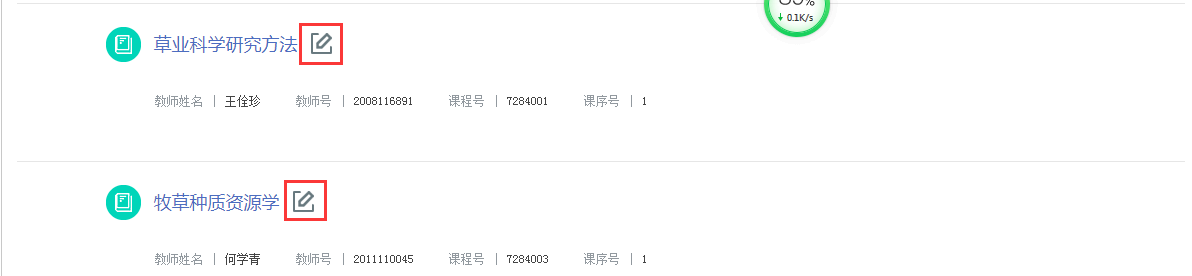 ↓ 0.1K/s
草业科学研究方法
教师姓名 | 王佺珍 教师号 | 2008116891 课程号 | 7284001 课序号 | 1
牧草种质资源学
教师姓名 | 何学青 教师号 | 2011110045 课程号 | 7284003 课序号 | 1